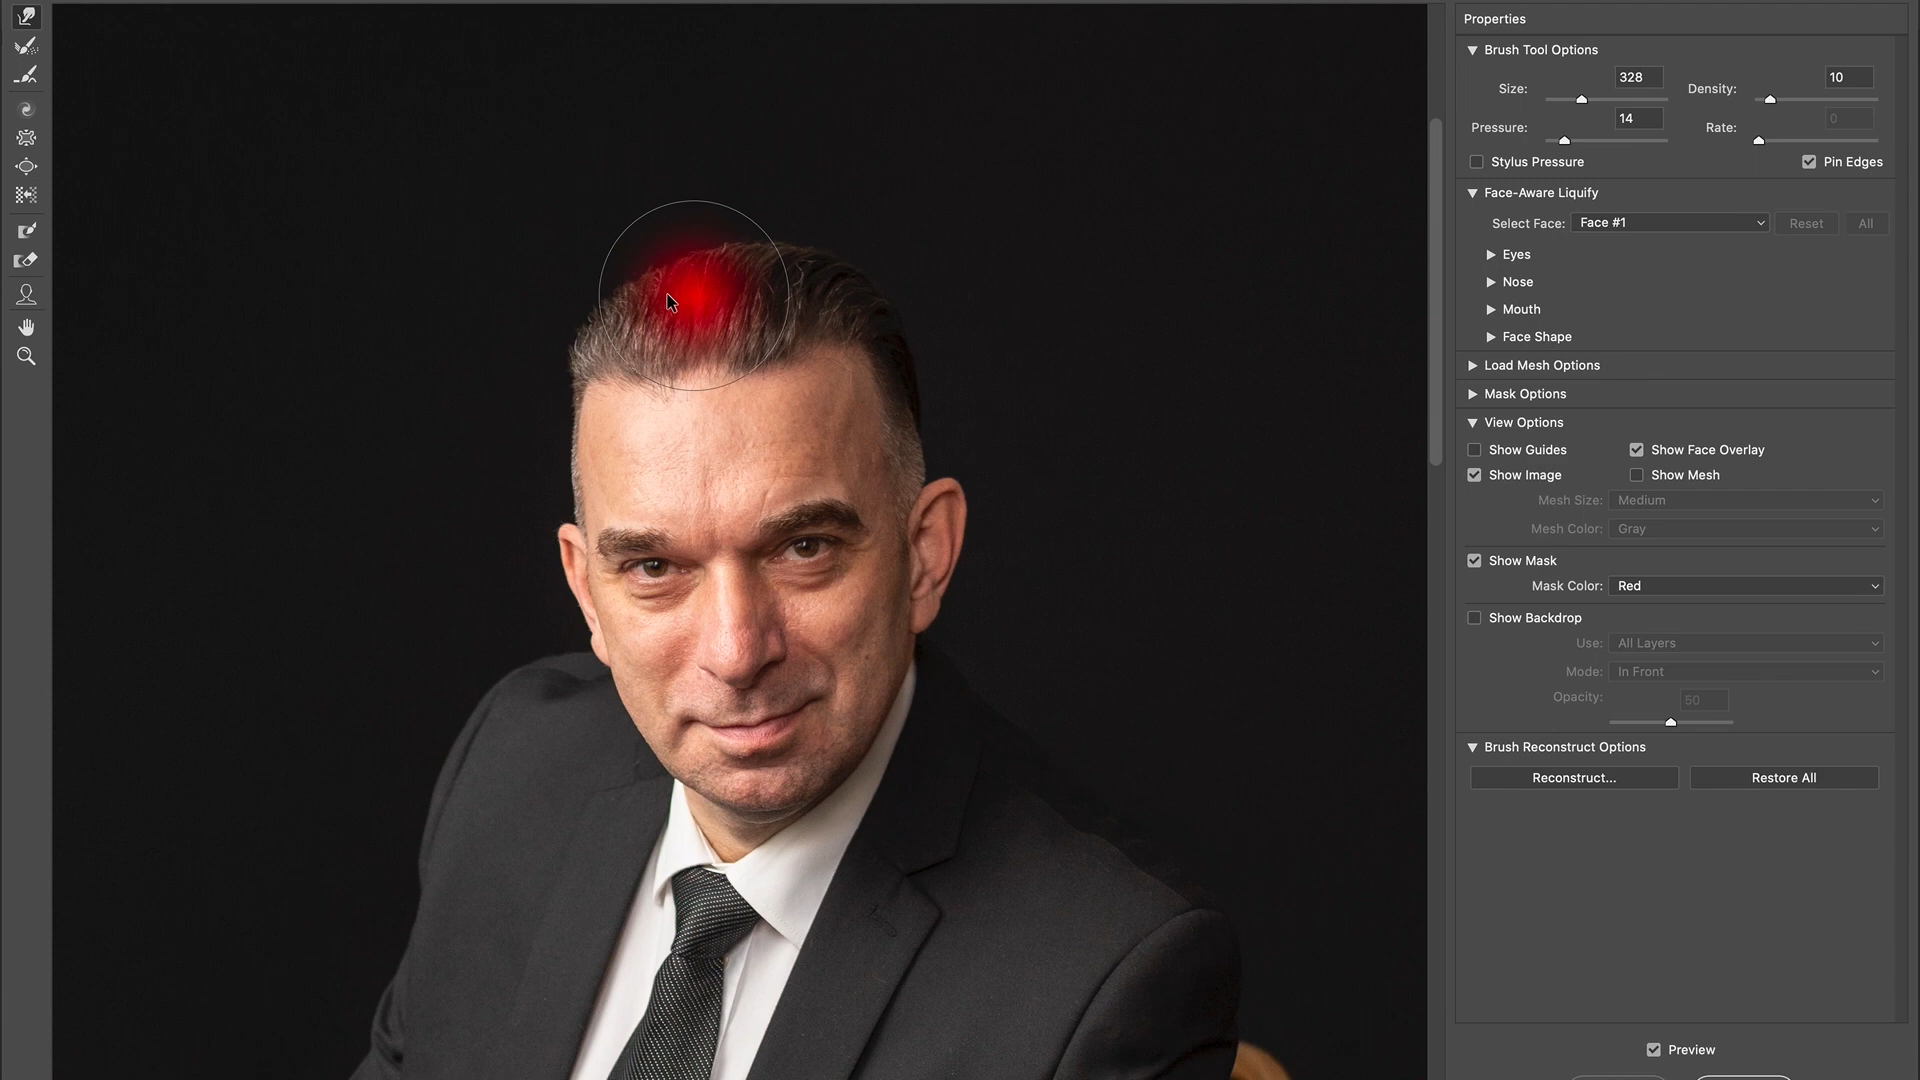 Properties
Brush Tool Options
Size: 328 Density: 10
Pressure: 14 Rate: 0
Stylus Pressure Pin Edges
Face-Aware Liquify
Select Face: Face #1 Reset All
Eyes
Nose
Mouth
Face Shape
Load Mesh Options
Mask Options
View Options
Show Guides Show Face Overlay
Show Image Show Mesh
Mesh Size: Medium
Mesh Color: Gray
Show Mask
Mask Color: Red
Show Backdrop
Use: All Layers
Mode: In Front
Opacity: 50
Brush Reconstruct Options
Reconstruct... Restore All
Preview